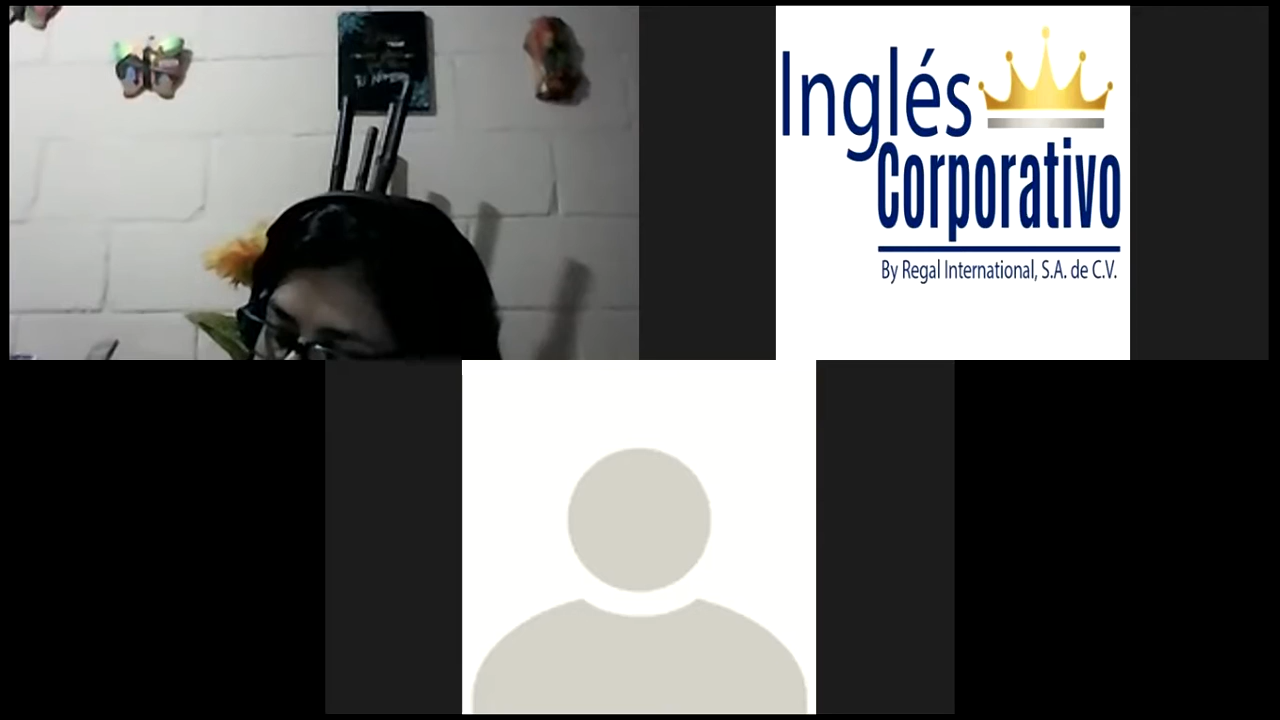 Inglés
Corporativo
By Regal International, S.A. de C.V.